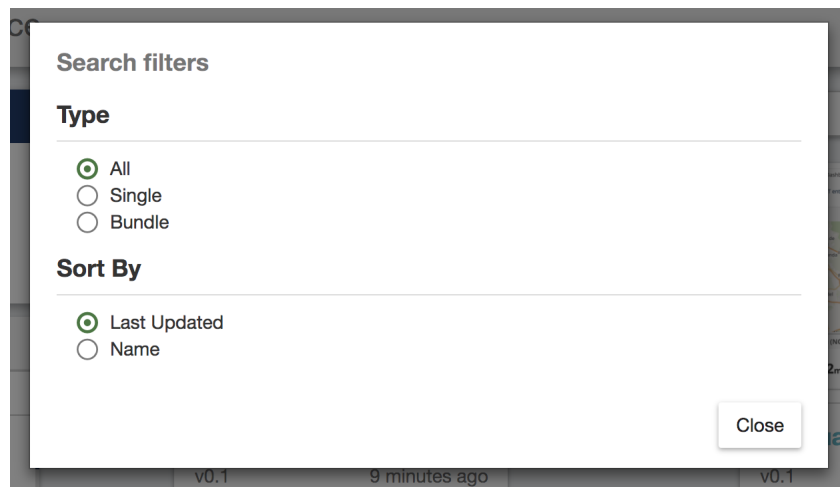 Search filters
Type
All
Single
Bundle
Sort By
Last Updated
Name
Close
v0.1 9 minutes ago v0.1